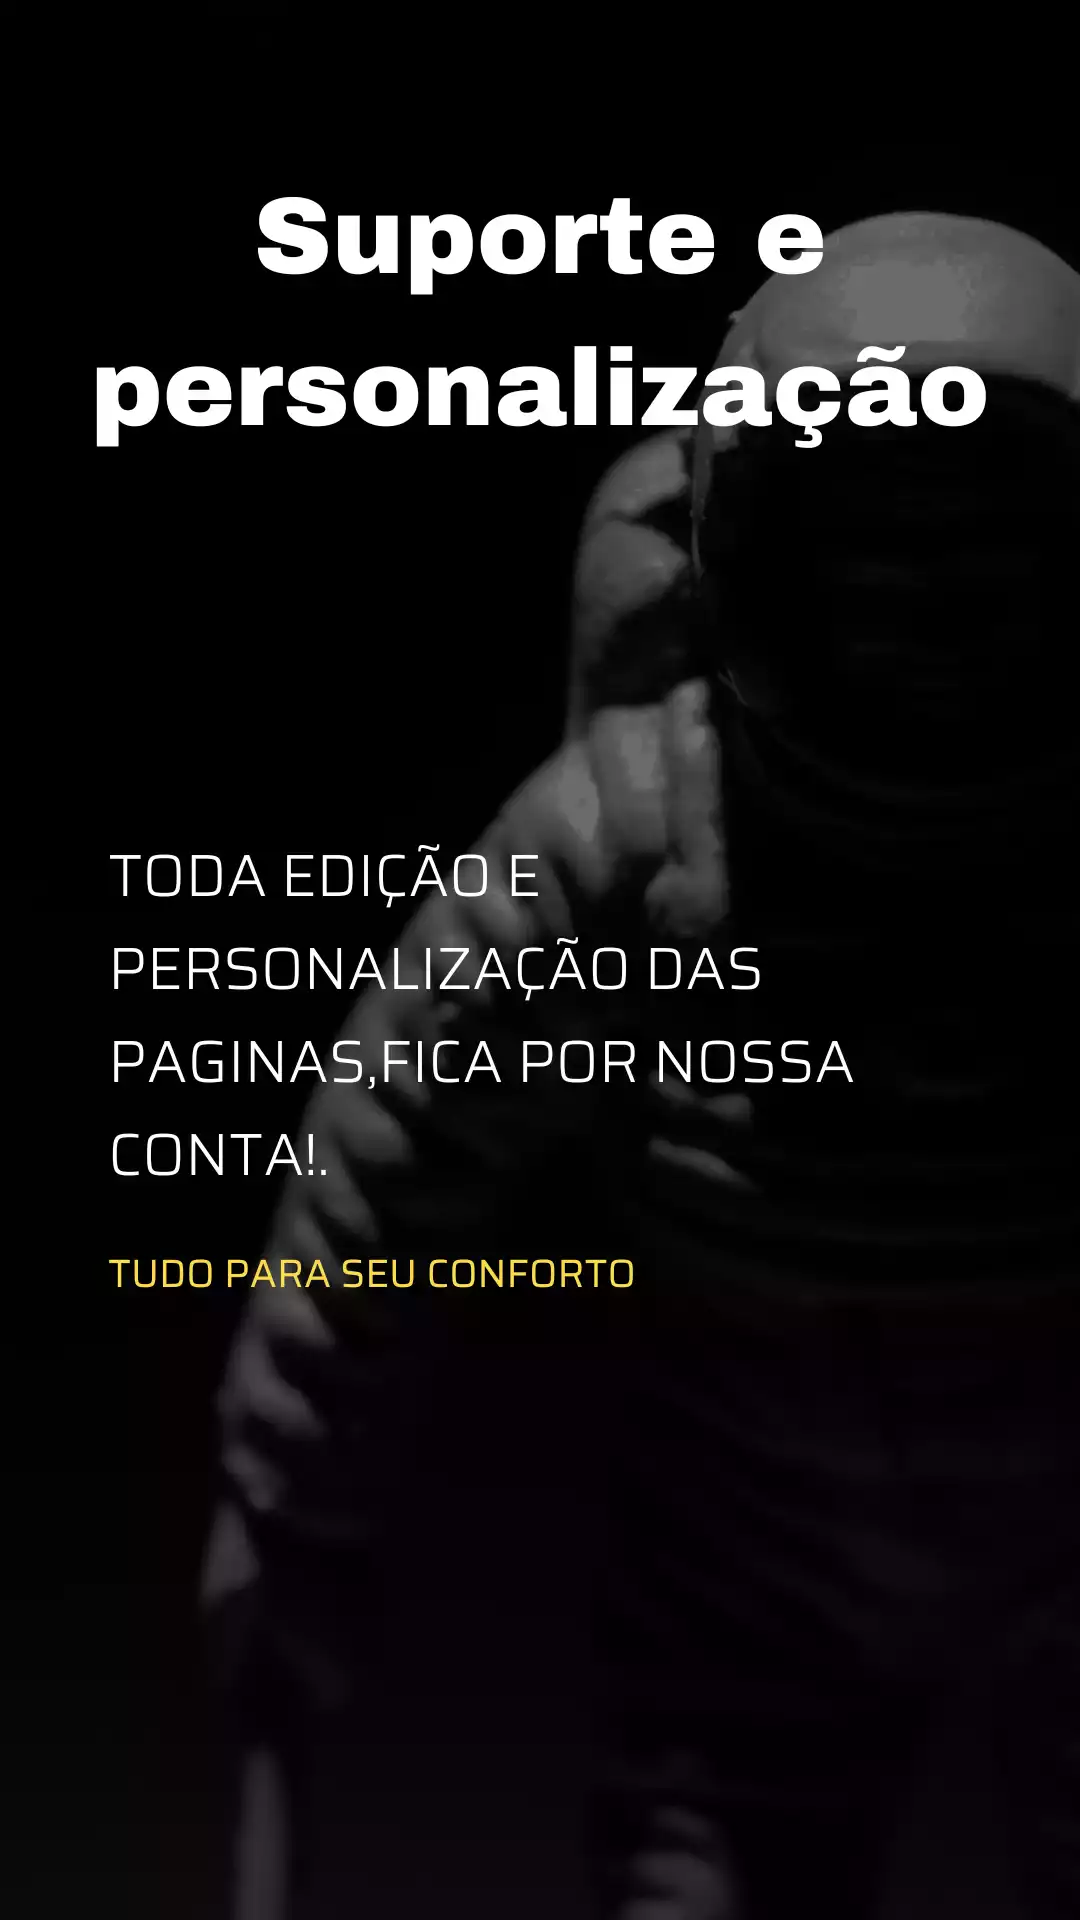 Suporte e
personalização
TODA EDIÇÃO E
PERSONALIZAÇÃO DAS
PAGINAS,FICA POR NOSSA
CONTA!.
TUDO PARA SEU CONFORTO